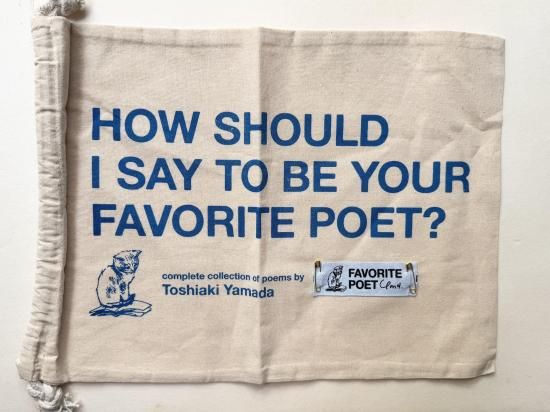 HOW SHOULD
I SAY TO BE YOUR
FAVORITE POET?
complete collection of poems by
Toshiaki Yamada
FAVORITE
POET